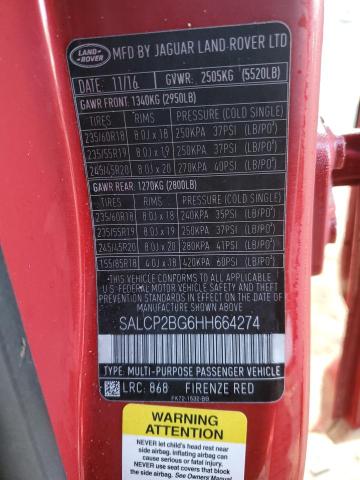 LAND-
ROVER
MFD BY JAGUAR LAND-ROVER LTD
DATE: 11/16 GVWR: 2505KG (5520LB)
GAWR FRONT: 1340KG (2950LB)
TIRES RIMS PRESSURE (COLD SINGLE)
235/60R18 8.0J x 18 250KPA 37PSI (LB/PO²)
235/55R19 8.0J x 19 250KPA 37PSI (LB/PO²)
245/45R20 8.0J x 20 270KPA 40PSI (LB/PO²)
GAWR REAR: 1270KG (2800LB)
TIRES RIMS PRESSURE (COLD SINGLE)
235/60R18 8.0J x 18 240KPA 35PSI (LB/PO²)
235/55R19 8.0J x 19 250KPA 37PSI (LB/PO²)
245/45R20 8.0J x 20 280KPA 41PSI (LB/PO²)
155/85R18 4.0J x 18 420KPA 60PSI (LB/PO²)
THIS VEHICLE CONFORMS TO ALL APPLICABLE
FEDERAL MOTOR VEHICLE SAFETY
STANDARDS IN EFFECT ON THE DATE OF
MANUFACTURE SHOWN ABOVE
SALCP2BG6HH664274
TYPE: MULTI-PURPOSE PASSENGER VEHICLE
LRC: 868 FIRENZE RED
FK72-1532-BB
WARNING
ATTENTION
NEVER let child's head rest near
side airbag. Inflating airbag can
cause serious or fatal injury.
NEVER use seat covers that block
side airbag. See Owners Manual